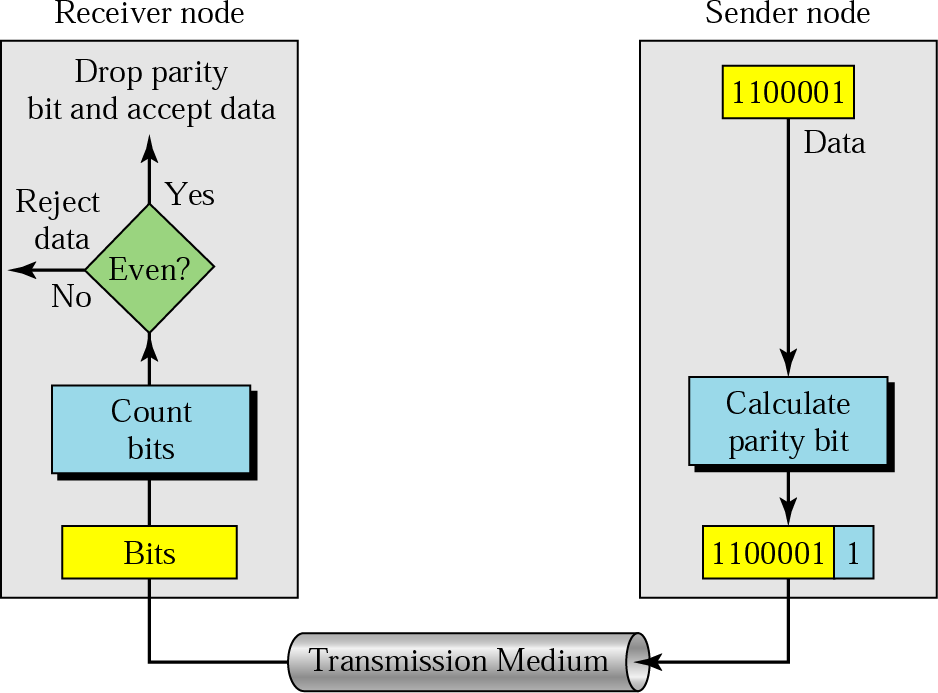 Receiver node
Drop parity
bit and accept data
Yes
Reject
data
Even?
No
Count
bits
Bits
Sender node
1100001
Data
Calculate
parity bit
1100001 1
Transmission Medium